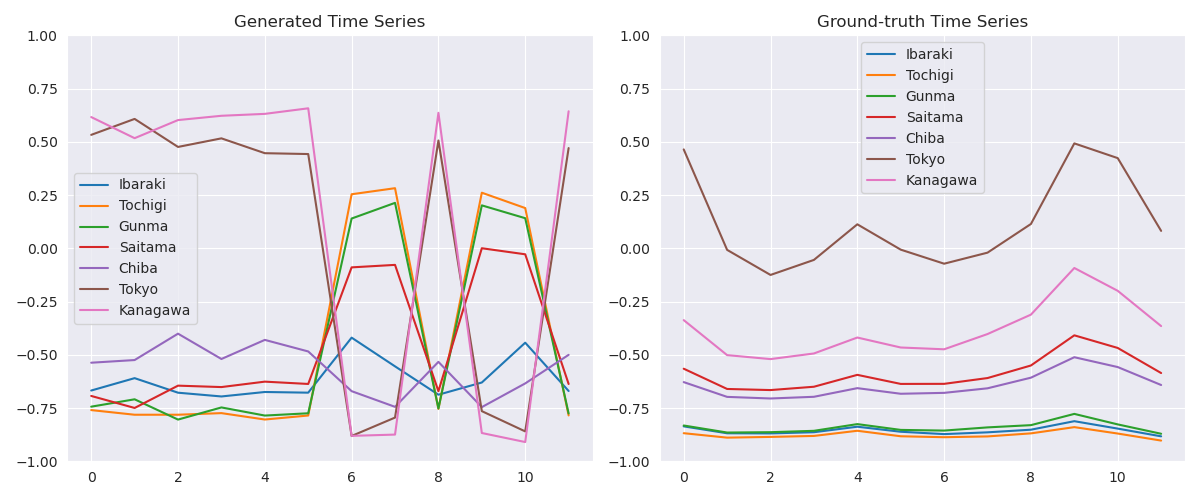 Generated Time Series
1.00
0.75
0.50
0.25
0.00
−0.25
−0.50
−0.75
−1.00
0 2 4 6 8 10
Ibaraki
Tochigi
Gunma
Saitama
Chiba
Tokyo
Kanagawa
Ground-truth Time Series
1.00
0.75
0.50
0.25
0.00
−0.25
−0.50
−0.75
−1.00
0 2 4 6 8 10
Ibaraki
Tochigi
Gunma
Saitama
Chiba
Tokyo
Kanagawa